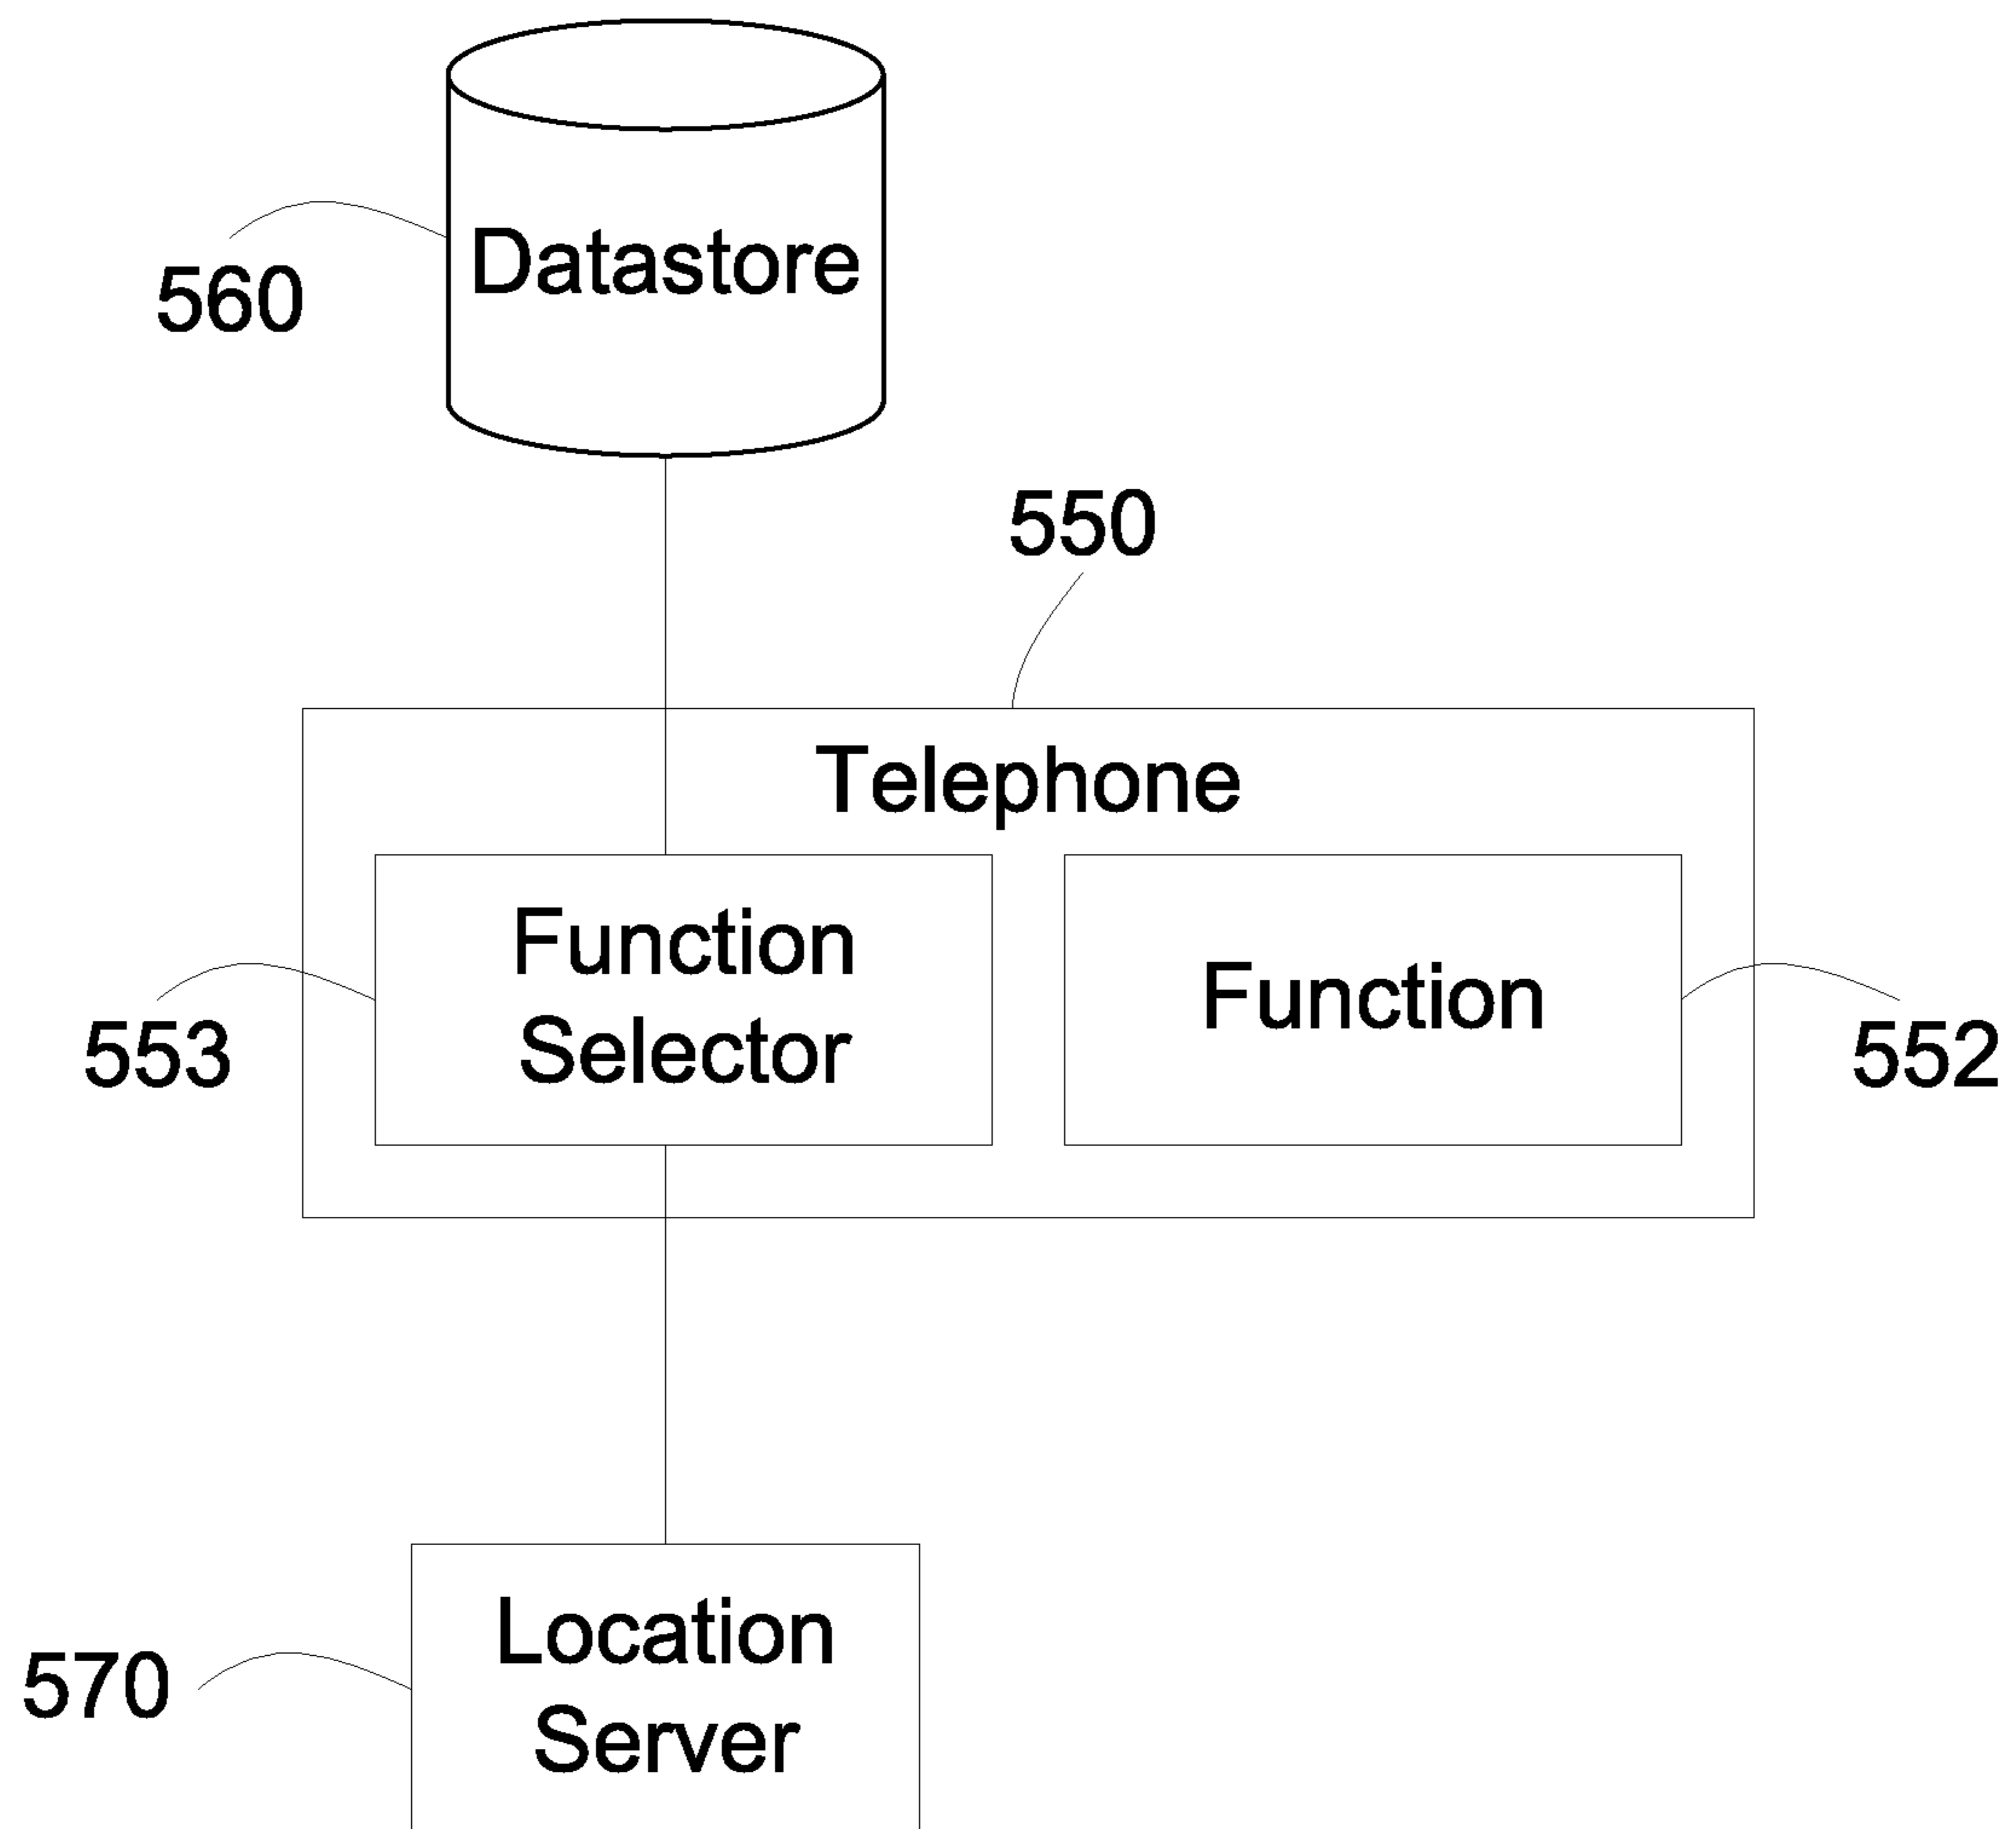 Datastore
560
550
Telephone
Function
Selector
Function
553
552
Location
Server
570